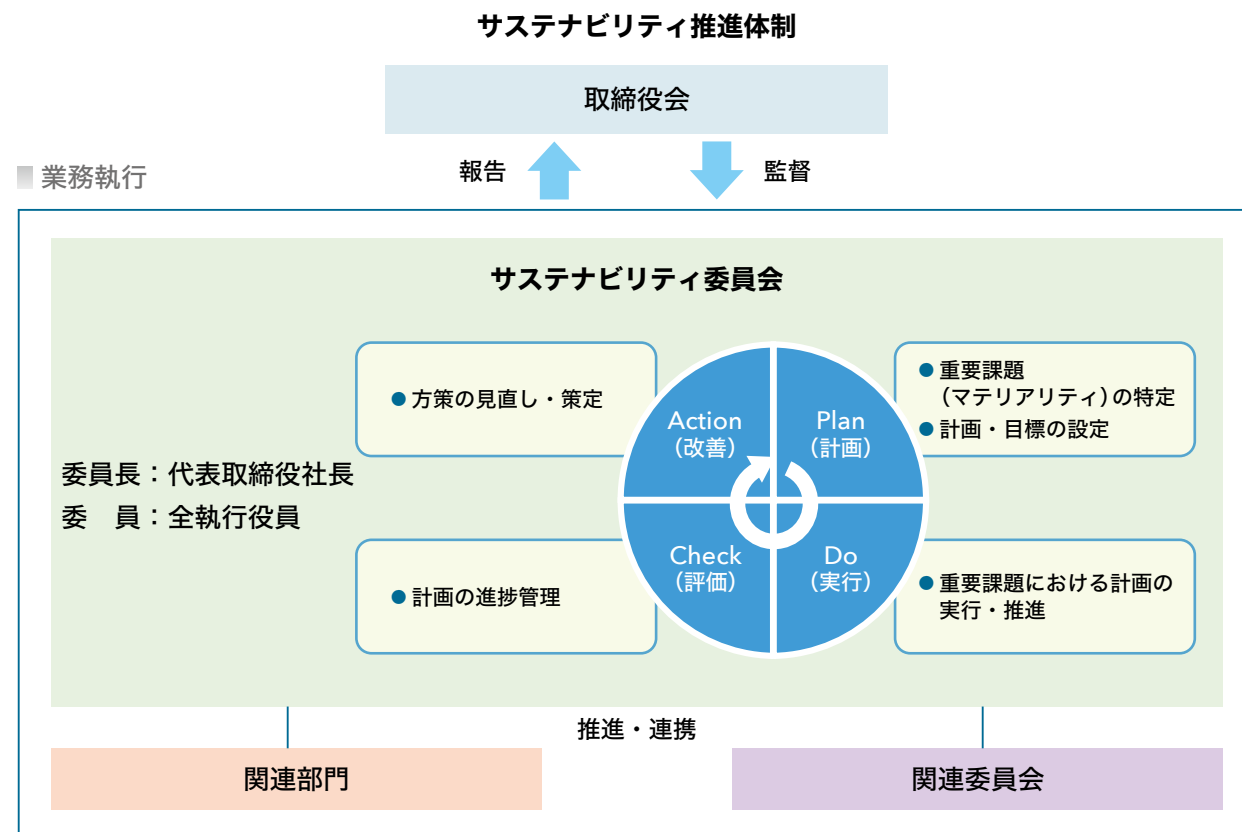 サステナビリティ推進体制
取締役会
報告
監督
業務執行
サステナビリティ委員会
● 方策の見直し・策定
Action
（改善）
Plan
（計画）
● 重要課題
（マテリアリティ）の特定
● 計画・目標の設定
委員長：代表取締役社長
委　員：全執行役員
● 計画の進捗管理
Check
（評価）
Do
（実行）
● 重要課題における計画の
実行・推進
推進・連携
関連部門
関連委員会